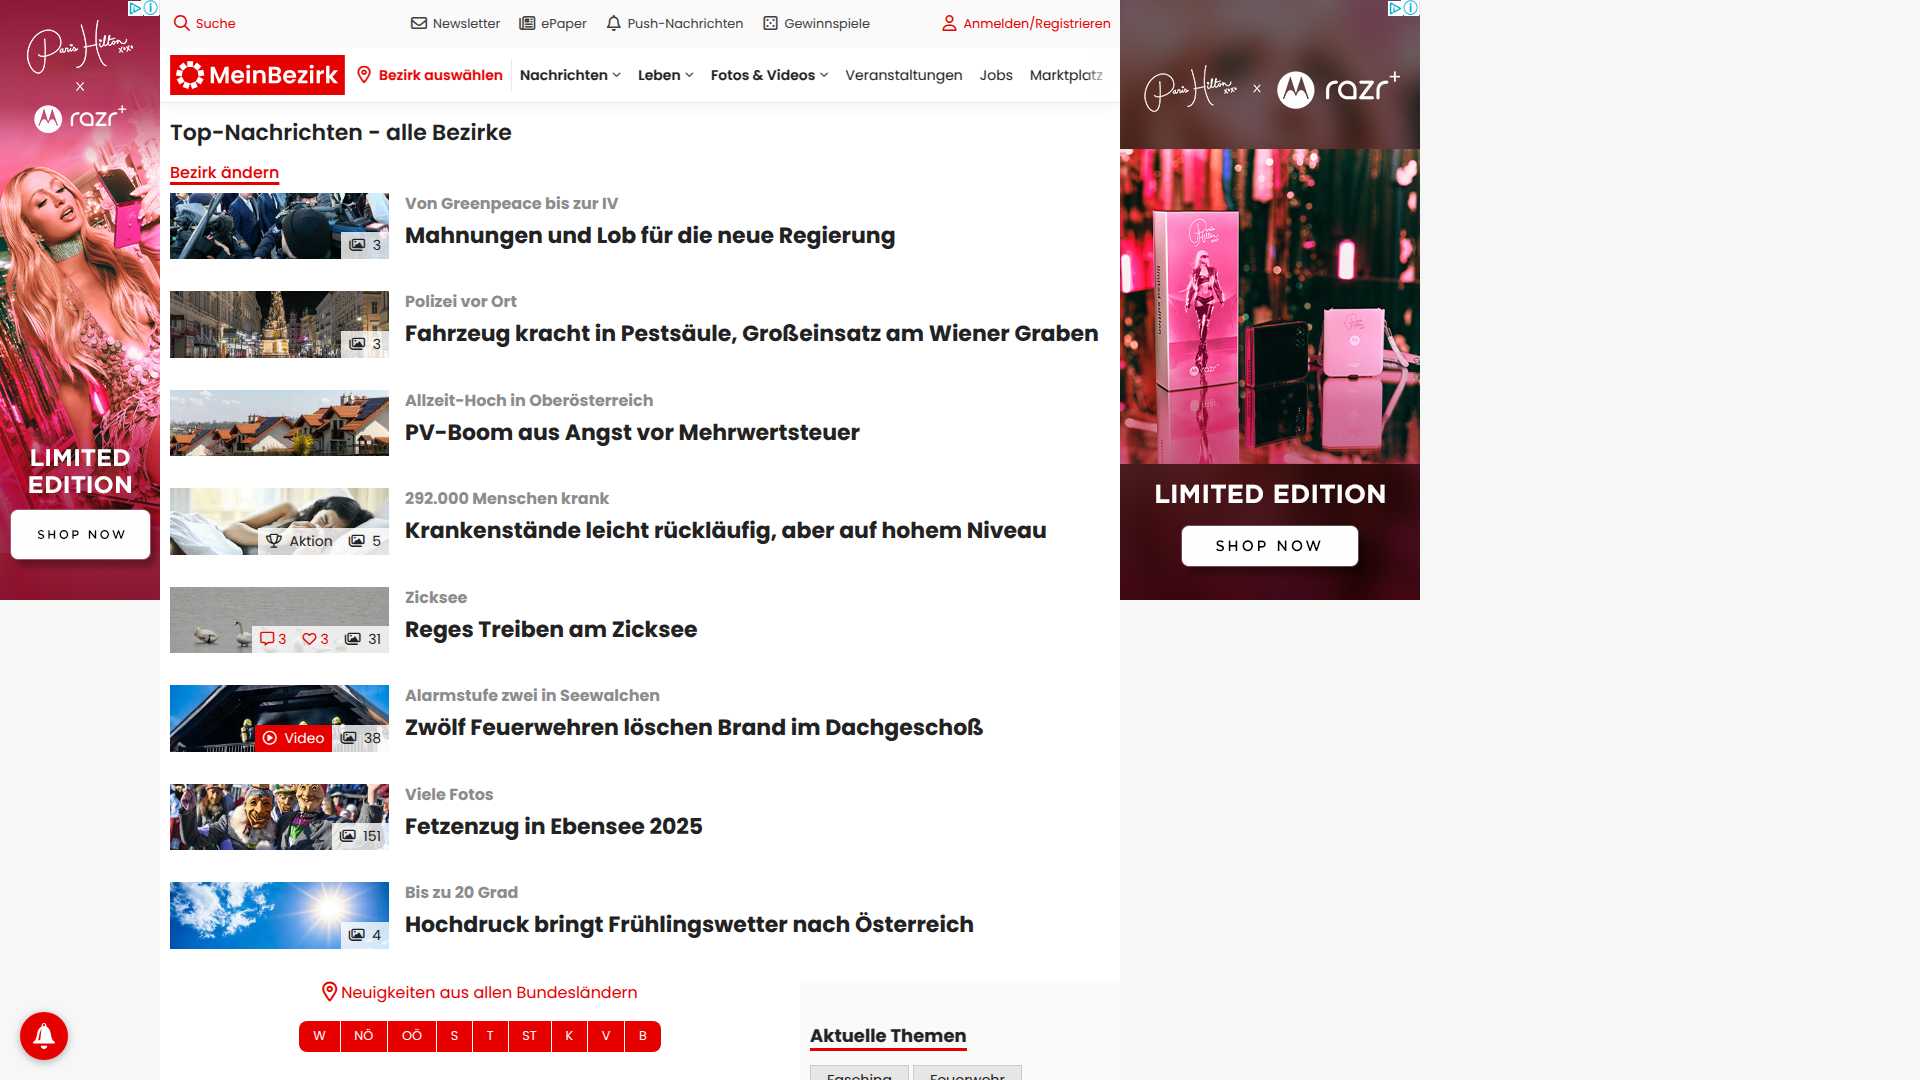 Suche
Newsletter
ePaper
Push-Nachrichten
Gewinnspiele
Anmelden/Registrieren
MeinBezirk
Bezirk auswählen
Nachrichten
Leben
Fotos & Videos
Veranstaltungen
Jobs
Marktplatz
Paris Hilton
xoxo
x
razr+
LIMITED
EDITION
SHOP NOW
Top-Nachrichten - alle Bezirke
Bezirk ändern
Von Greenpeace bis zur IV
Mahnungen und Lob für die neue Regierung
3
Polizei vor Ort
Fahrzeug kracht in Pestsäule, Großeinsatz am Wiener Graben
3
Allzeit-Hoch in Oberösterreich
PV-Boom aus Angst vor Mehrwertsteuer
292.000 Menschen krank
Krankenstände leicht rückläufig, aber auf hohem Niveau
Aktion 5
Zicksee
Reges Treiben am Zicksee
3 3 31
Alarmstufe zwei in Seewalchen
Zwölf Feuerwehren löschen Brand im Dachgeschoß
Video 38
Viele Fotos
Fetzenzug in Ebensee 2025
151
Bis zu 20 Grad
Hochdruck bringt Frühlingswetter nach Österreich
4
Neuigkeiten aus allen Bundesländern
W NÖ OÖ S T ST K V B
Aktuelle Themen
Fasching
Feuerwehr
Paris Hilton xoxo x razr+
LIMITED EDITION
SHOP NOW